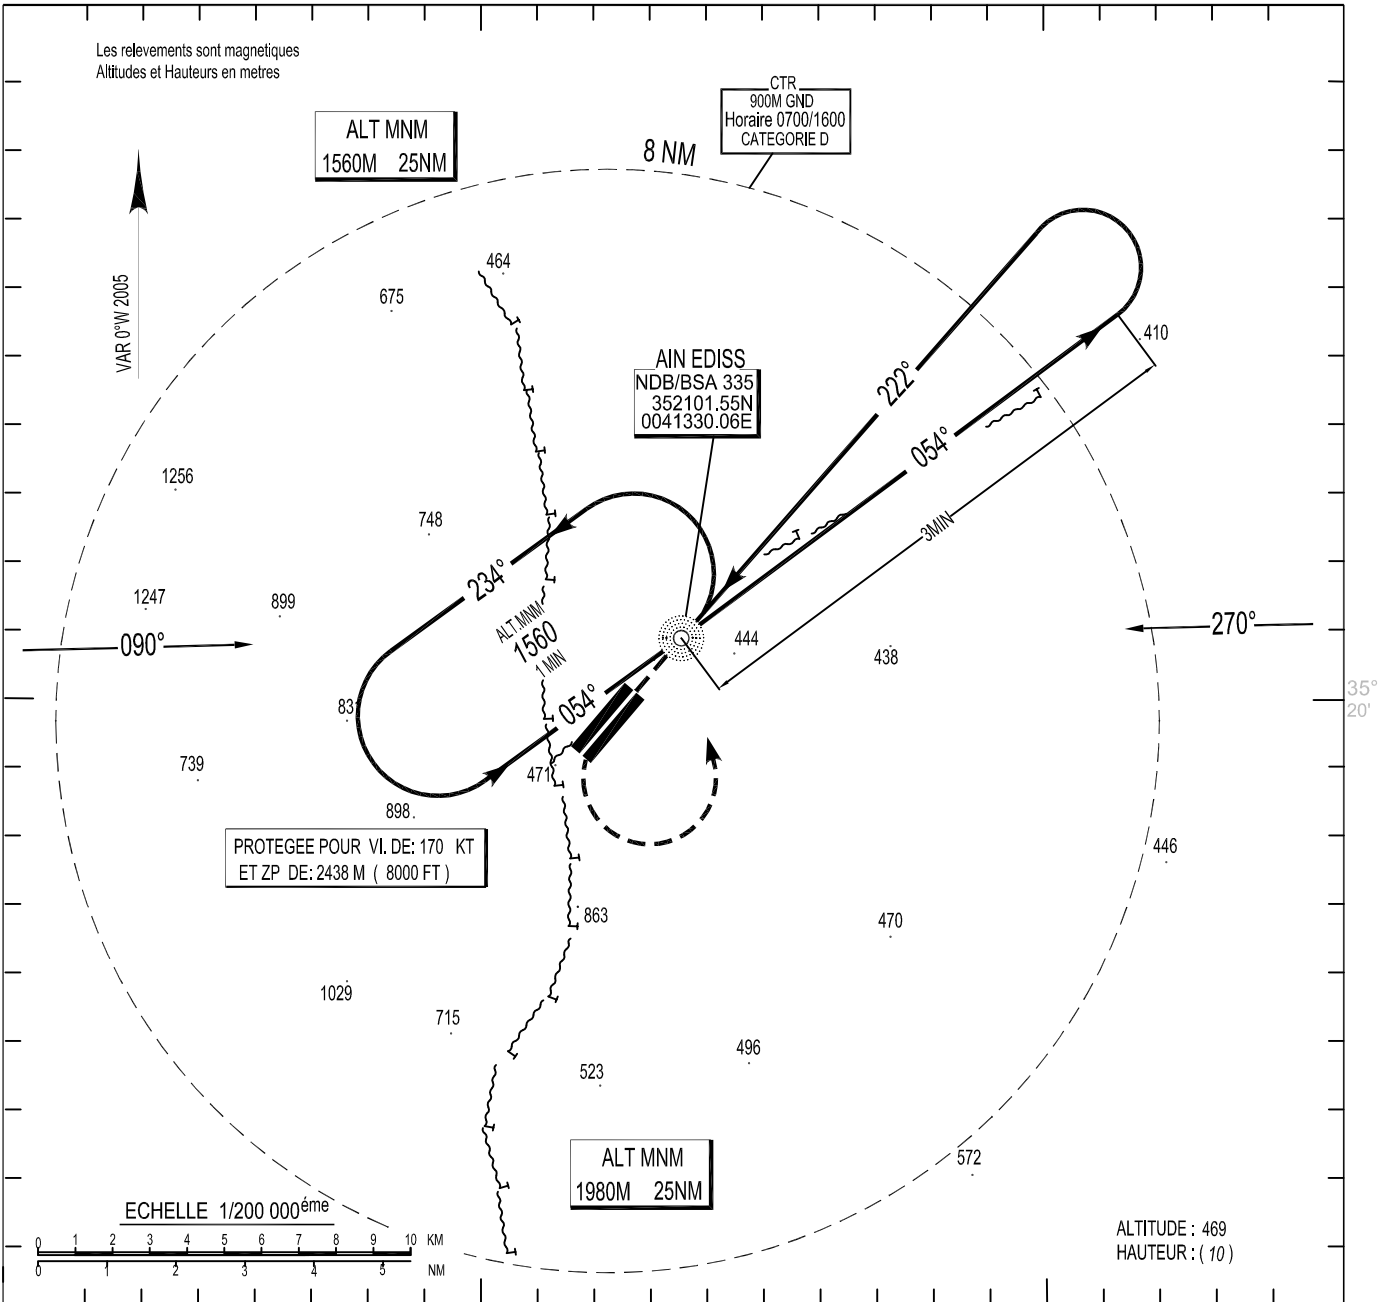 Les relevements sont magnetiques
Altitudes et Hauteurs en metres
CTR
900M GND
Horaire 0700/1600
CATEGORIE D
ALT MNM
1560M 25NM
8 NM
VAR 0°W 2005
464
675
410
AIN EDISS
NDB/BSA 335
352101.55N
0041330.06E
222°
054°
3MIN
1256
748
234°
1247
899
ALT.MNM
1560
1 MIN
090°
444
438
270°
35°
20'
054°
83
739
471
898
PROTEGEE POUR VI. DE: 170 KT
ET ZP DE: 2438 M ( 8000 FT )
446
863
470
1029
715
496
523
572
ALT MNM
1980M 25NM
ECHELLE 1/200 000éme
0 1 2 3 4 5 6 7 8 9 10 KM
0 1 2 3 4 5 NM
ALTITUDE : 469
HAUTEUR : ( 10 )